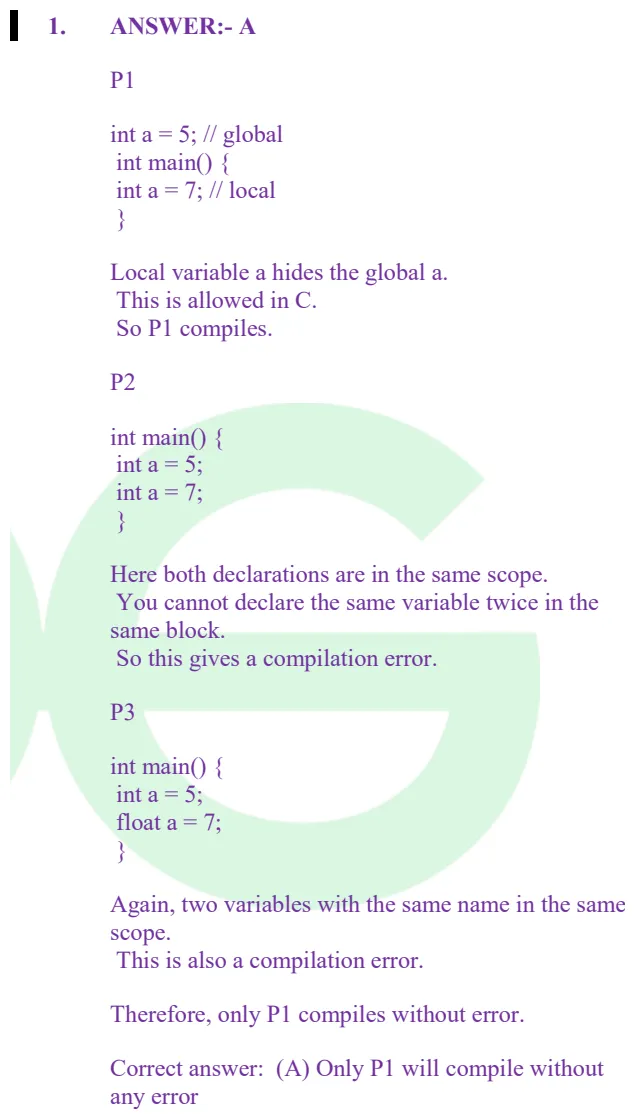 1. ANSWER:- A
P1
int a = 5; // global
int main() {
int a = 7; // local
}
Local variable a hides the global a.
This is allowed in C.
So P1 compiles.
P2
int main() {
int a = 5;
int a = 7;
}
Here both declarations are in the same scope.
You cannot declare the same variable twice in the
same block.
So this gives a compilation error.
P3
int main() {
int a = 5;
float a = 7;
}
Again, two variables with the same name in the same
scope.
This is also a compilation error.
Therefore, only P1 compiles without error.
Correct answer: (A) Only P1 will compile without
any error